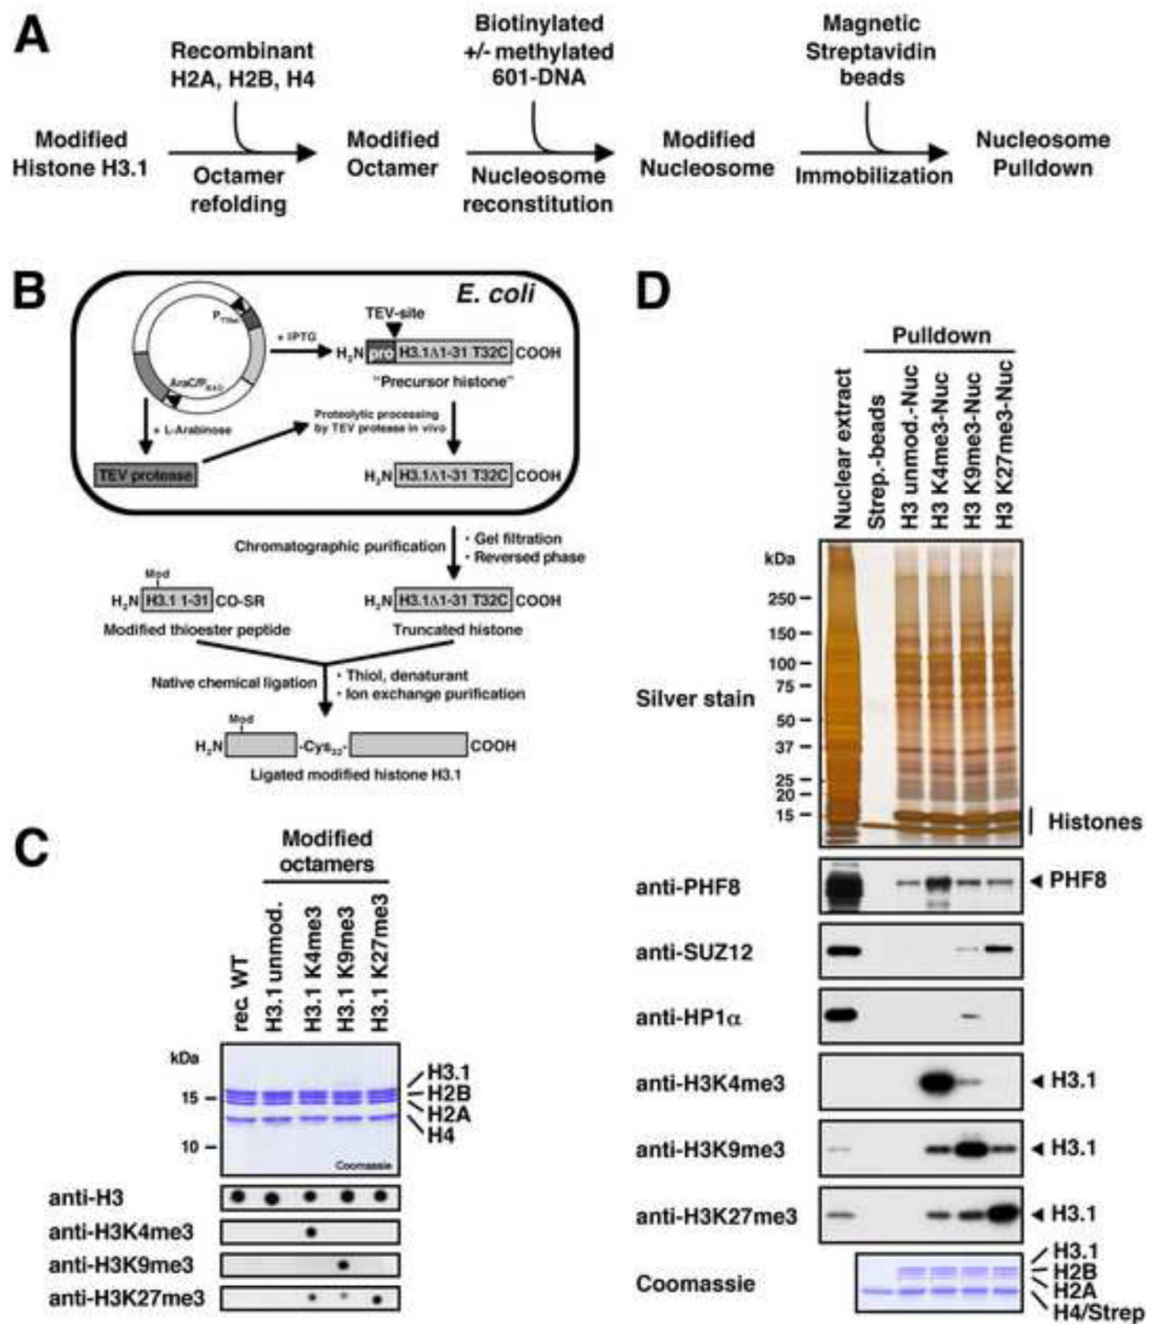 A
Recombinant
H2A, H2B, H4
Biotinylated
+/- methylated
601-DNA
Magnetic
Streptavidin
beads
Modified
Histone H3.1
Octamer
refolding
Modified
Octamer
Nucleosome
reconstitution
Modified
Nucleosome
Immobilization
Nucleosome
Pulldown
B
E. coli
+ IPTG
TEV-site
H₂N pro H3.1Δ1-31 T32C COOH
"Precursor histone"
AraC/P
+ L-Arabinose
Proteolytic processing
by TEV protease in vivo
TEV protease
H₂N H3.1Δ1-31 T32C COOH
Chromatographic purification
• Gel filtration
• Reversed phase
Mod
H₂N H3.1 1-31 CO-SR
H₂N H3.1Δ1-31 T32C COOH
Modified thioester peptide
Truncated histone
Native chemical ligation
• Thiol, denaturant
• Ion exchange purification
Mod
H₂N -Cys COOH
Ligated modified histone H3.1
C
Modified
octamers
rec. WT
H3.1 unmod.
H3.1 K4me3
H3.1 K9me3
H3.1 K27me3
kDa
15
10
H3.1
H2B
H2A
H4
Coomassie
anti-H3
anti-H3K4me3
anti-H3K9me3
anti-H3K27me3
D
Pulldown
Nuclear extract
Strep.-beads
H3 unmod.-Nuc
H3 K4me3-Nuc
H3 K9me3-Nuc
H3 K27me3-Nuc
kDa
250
150
100
75
50
37
25
20
15
Silver stain
Histones
anti-PHF8
PHF8
anti-SUZ12
anti-HP1α
anti-H3K4me3
H3.1
anti-H3K9me3
H3.1
anti-H3K27me3
H3.1
Coomassie
H3.1
H2B
H2A
H4/Strep